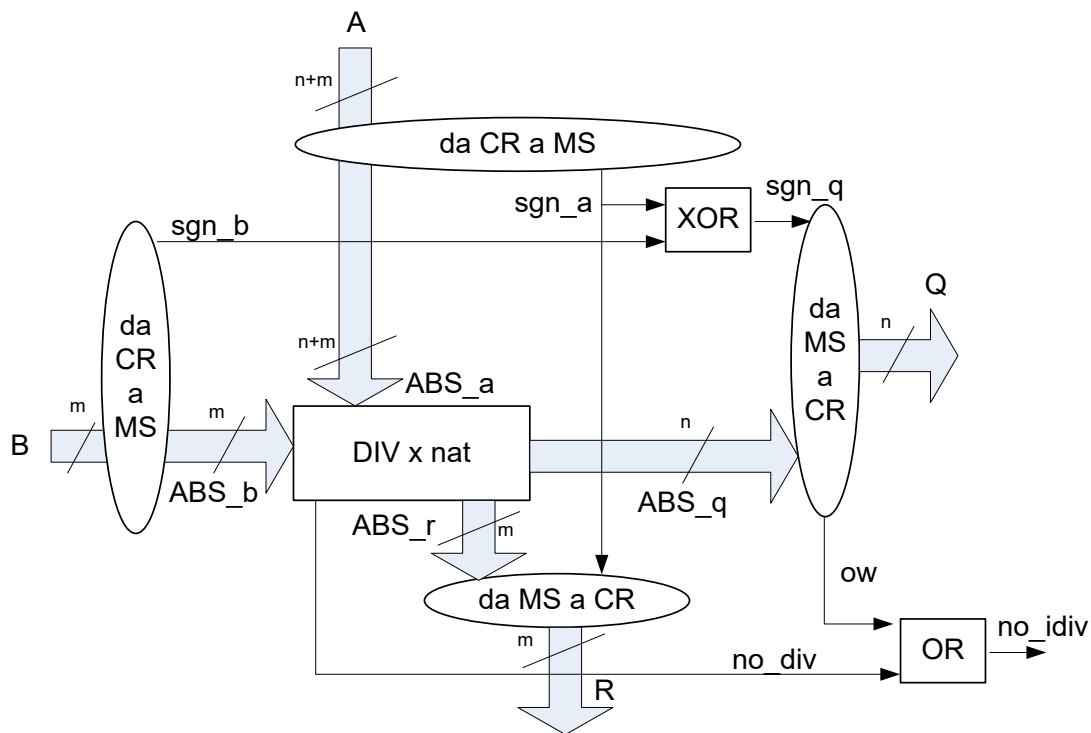 A
n+m
da CR a MS
sgn_a
XOR
sgn_q
sgn_b
da
CR
a
MS
da
MS
a
CR
Q
n
n+m
ABS_a
B
m
m
ABS_b
DIV x nat
n
ABS_q
ABS_r
m
da MS a CR
ow
m
R
no_div
OR
no_idiv